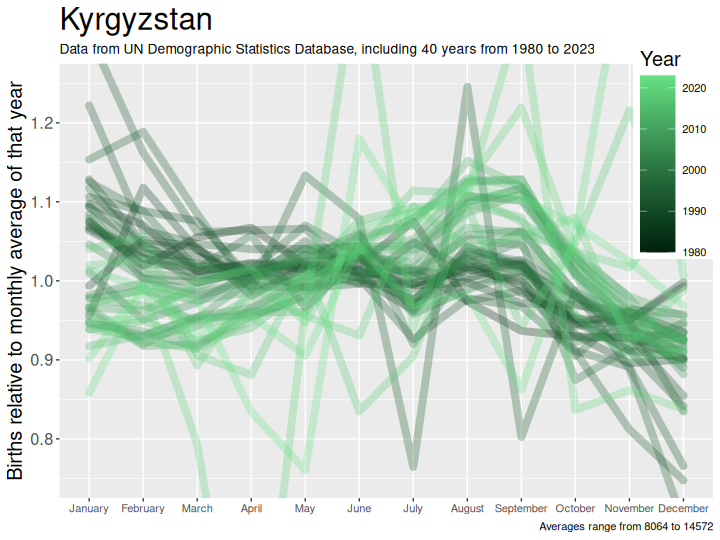 Kyrgyzstan
Data from UN Demographic Statistics Database, including 40 years from 1980 to 2023
Year
2020
2010
2000
1990
1980
Births relative to monthly average of that year
1.2
1.1
1.0
0.9
0.8
January February March April May June July August September October November December
Averages range from 8064 to 14572